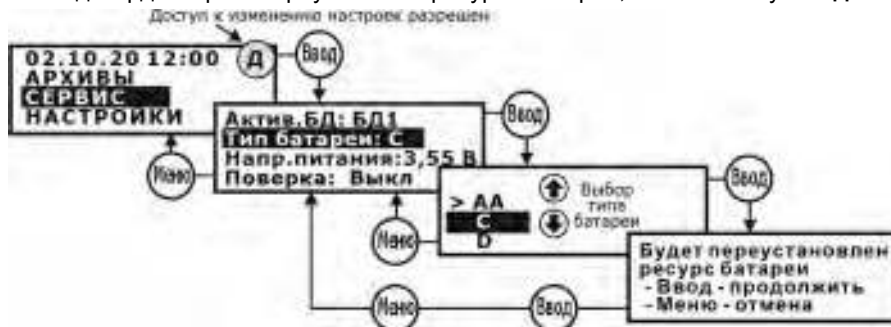 Доступ к изменению настроек разрешен
02.10.20 12:00
Д
Ввод
АРХИВЫ
СЕРВИС
НАСТРОЙКИ
Меню
Актив.БД: БД1
Тип батареи: С
Напр.питания:3,55 В
Поверка: Выкл
Ввод
> АА
С
D
Выбор
типа
батареи
Меню
Ввод
Будет переустановлен
ресурс батареи
- Ввод - продолжить
- Меню - отмена
Меню
Ввод